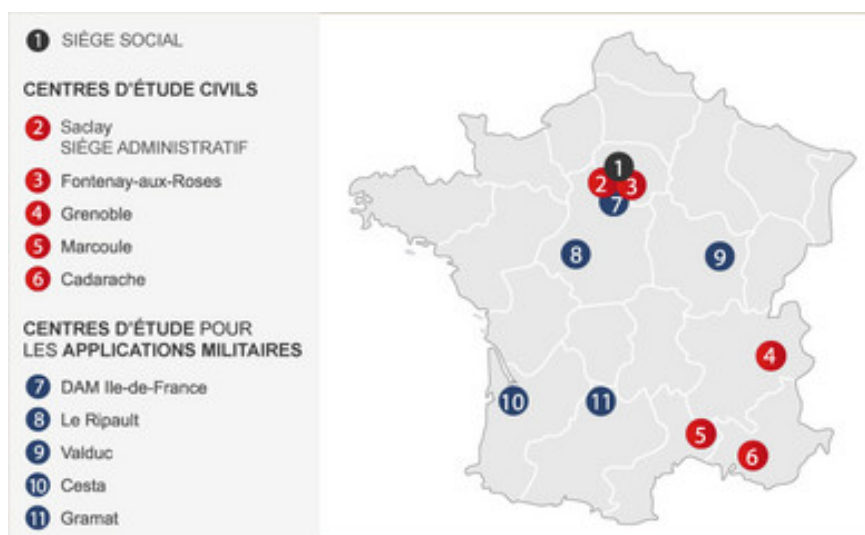 1 SIÈGE SOCIAL
CENTRES D'ÉTUDE CIVILS
2 Saclay
SIÈGE ADMINISTRATIF
3 Fontenay-aux-Roses
4 Grenoble
5 Marcoule
6 Cadarache
CENTRES D'ÉTUDE POUR
LES APPLICATIONS MILITAIRES
7 DAM Ile-de-France
8 Le Ripault
9 Valduc
10 Cesta
11 Gramat
1
2 3
7
8 9
4
10 11
5
6